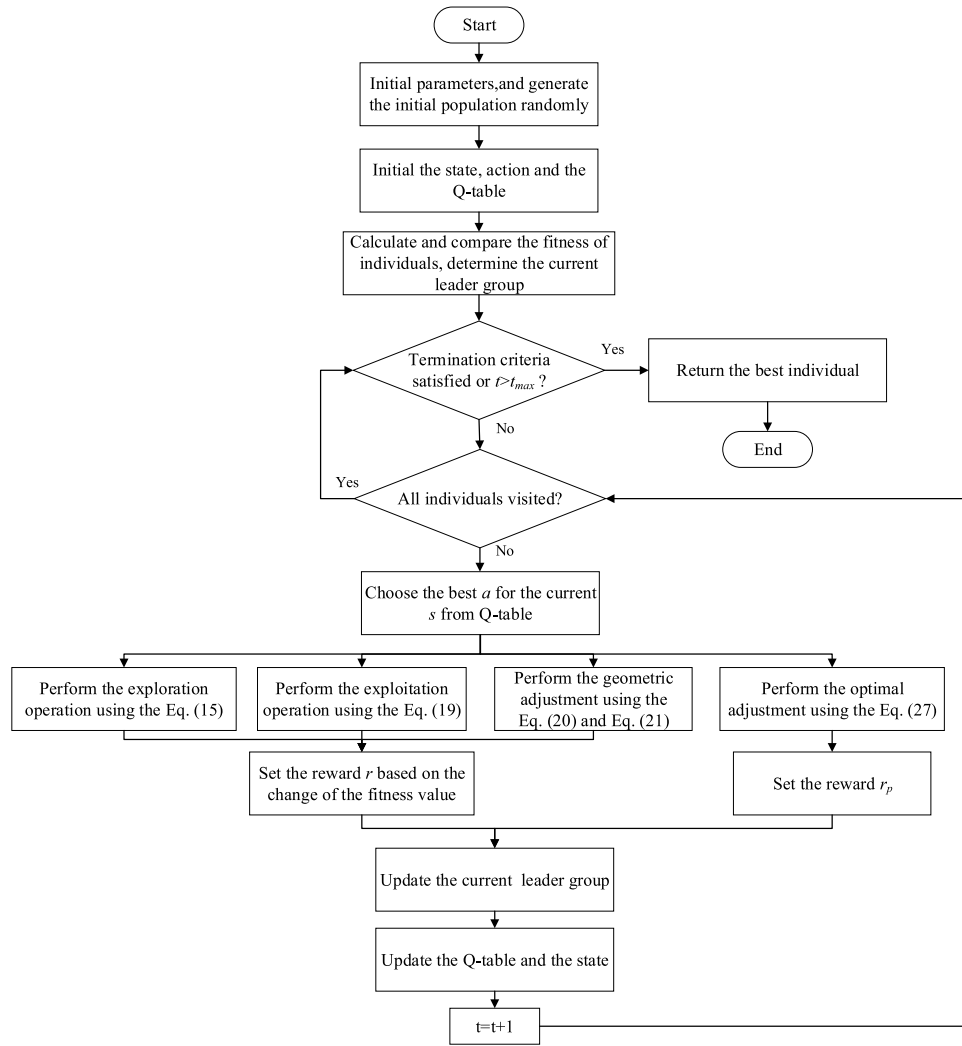 Start
Initial parameters,and generate
the initial population randomly
Initial the state, action and the
Q-table
Calculate and compare the fitness of
individuals, determine the current
leader group
Termination criteria
satisfied or t>tmax ?
Yes
Return the best individual
No
End
Yes
All individuals visited?
No
Choose the best a for the current
s from Q-table
Perform the exploration
operation using the Eq. (15)
Perform the exploitation
operation using the Eq. (19)
Perform the geometric
adjustment using the
Eq. (20) and Eq. (21)
Perform the optimal
adjustment using the Eq. (27)
Set the reward r based on the
change of the fitness value
Set the reward rp
Update the current leader group
Update the Q-table and the state
t=t+1